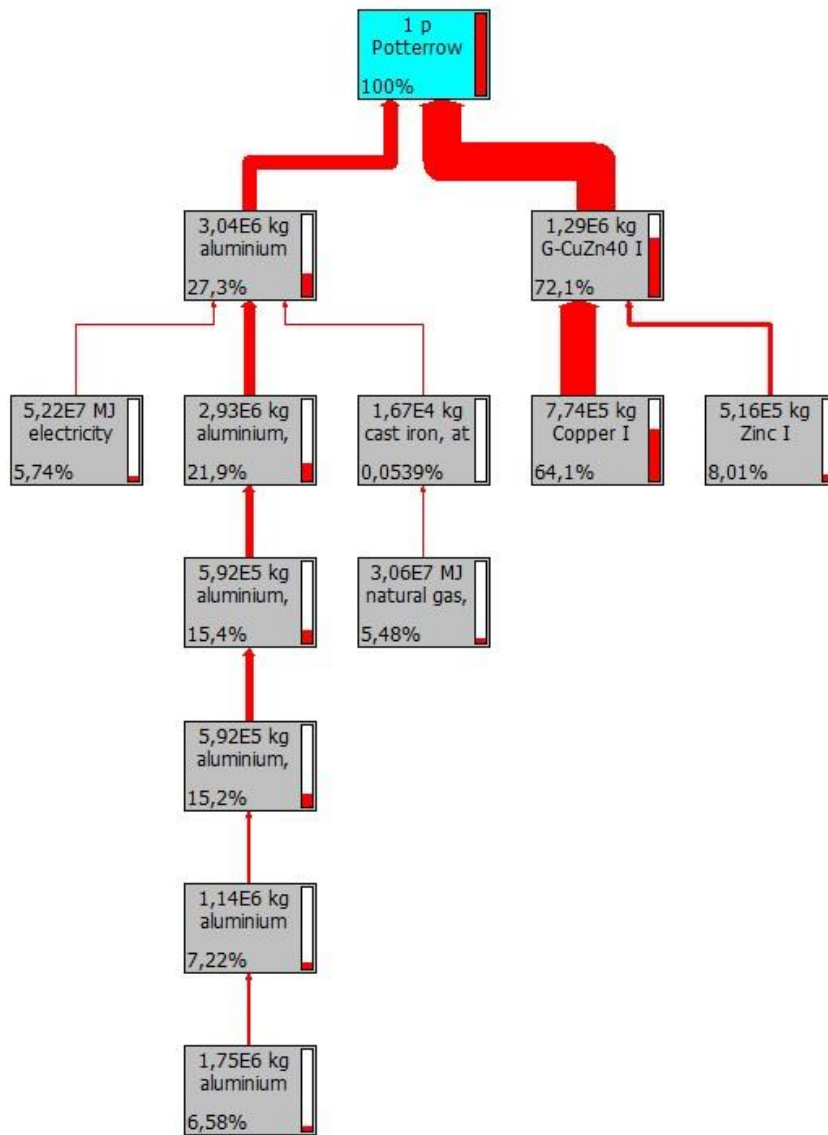 1 p
Potterrow
100%
3,04E6 kg
aluminium
27,3%
1,29E6 kg
G-CuZn40 I
72,1%
5,22E7 MJ
electricity
5,74%
2,93E6 kg
aluminium,
21,9%
1,67E4 kg
cast iron, at
0,0539%
7,74E5 kg
Copper I
64,1%
5,16E5 kg
Zinc I
8,01%
5,92E5 kg
aluminium,
15,4%
3,06E7 MJ
natural gas,
5,48%
5,92E5 kg
aluminium,
15,2%
1,14E6 kg
aluminium
7,22%
1,75E6 kg
aluminium
6,58%